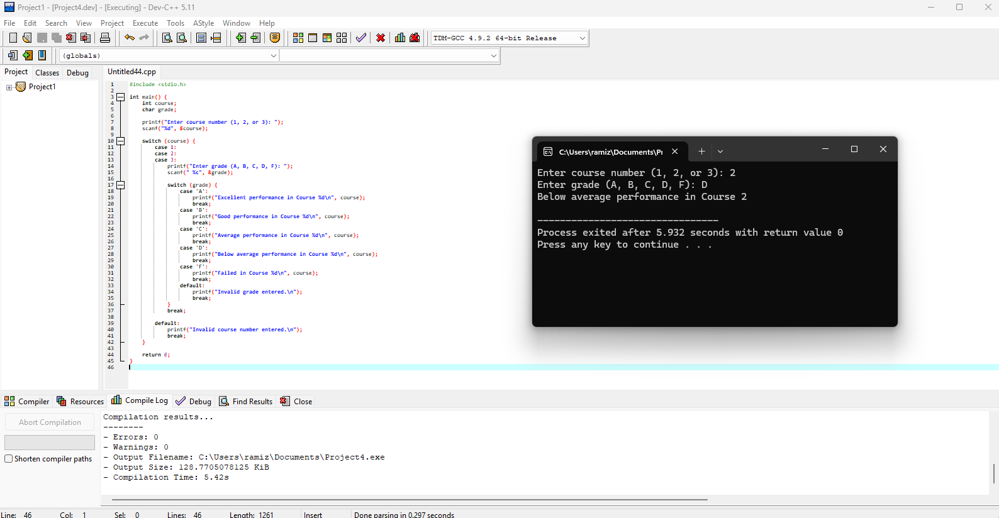 Project1 - [Project4.dev] - [Executing] - Dev-C++ 5.11
File Edit Search View Project Execute Tools AStyle Window Help
TDM-GCC 4.9.2 64-bit Release
(globals)
Project Classes Debug
Untitled44.cpp
Project1
1 #include <stdio.h>
2
3 int main() {
4 int course;
5 char grade;
6
7 printf("Enter course number (1, 2, or 3): ");
8 scanf("%d", &course);
9
10 switch (course) {
11 case 1:
12 case 2:
13 case 3:
14 printf("Enter grade (A, B, C, D, F): ");
15 scanf(" %c", &grade);
16
17 switch (grade) {
18 case 'A':
19 printf("Excellent performance in Course %d\n", course);
20 break;
21 case 'B':
22 printf("Good performance in Course %d\n", course);
23 break;
24 case 'C':
25 printf("Average performance in Course %d\n", course);
26 break;
27 case 'D':
28 printf("Below average performance in Course %d\n", course);
29 break;
30 case 'F':
31 printf("Failed in Course %d\n", course);
32 break;
33 default:
34 printf("Invalid grade entered.\n");
35 break;
36 }
37 break;
38
39 default:
40 printf("Invalid course number entered.\n");
41 break;
42 }
43
44 return 0;
45 }
46
C:\Users\ramiz\Documents\Pr
Enter course number (1, 2, or 3): 2
Enter grade (A, B, C, D, F): D
Below average performance in Course 2
--------------------------------
Process exited after 5.932 seconds with return value 0
Press any key to continue . . .
Compiler Resources Compile Log Debug Find Results Close
Abort Compilation
Shorten compiler paths
Compilation results...
--------
- Errors: 0
- Warnings: 0
- Output Filename: C:\Users\ramiz\Documents\Project4.exe
- Output Size: 128.7705078125 KiB
- Compilation Time: 5.42s
Line: 46 Col: 1 Sel: 0 Lines: 46 Length: 1261 Insert Done parsing in 0.297 seconds